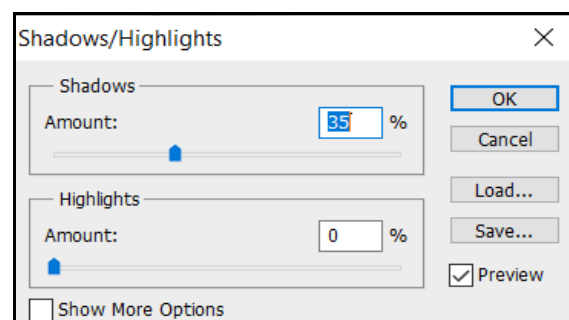 Shadows/Highlights
Shadows
Amount: 35 %
Highlights
Amount: 0 %
Show More Options
OK
Cancel
Load...
Save...
Preview